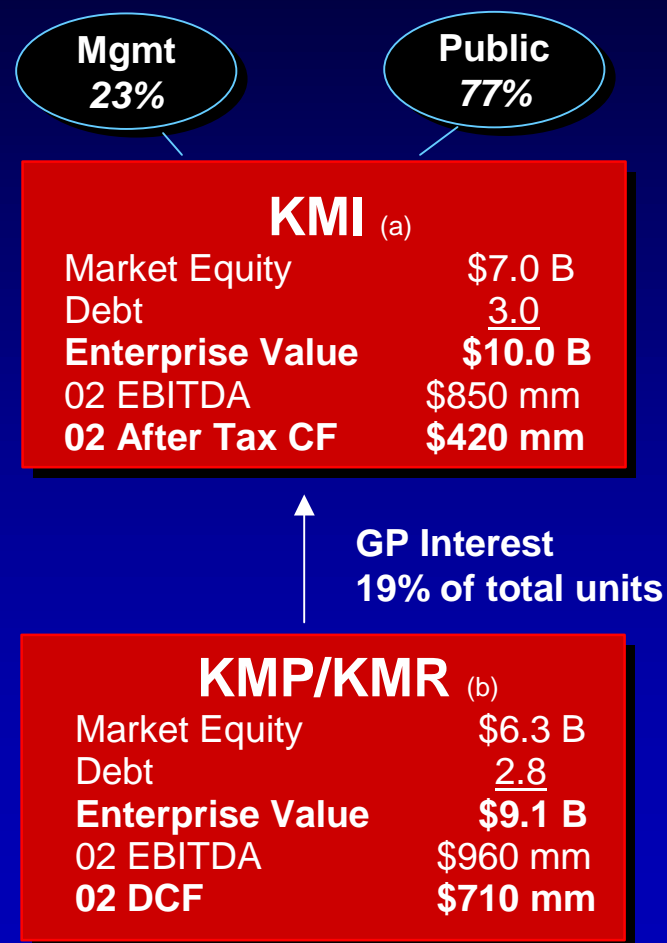 Mgmt
23%
Public
77%
KMI (a)
Market Equity $7.0 B
Debt 3.0
Enterprise Value $10.0 B
02 EBITDA $850 mm
02 After Tax CF $420 mm
GP Interest
19% of total units
KMP/KMR (b)
Market Equity $6.3 B
Debt 2.8
Enterprise Value $9.1 B
02 EBITDA $960 mm
02 DCF $710 mm